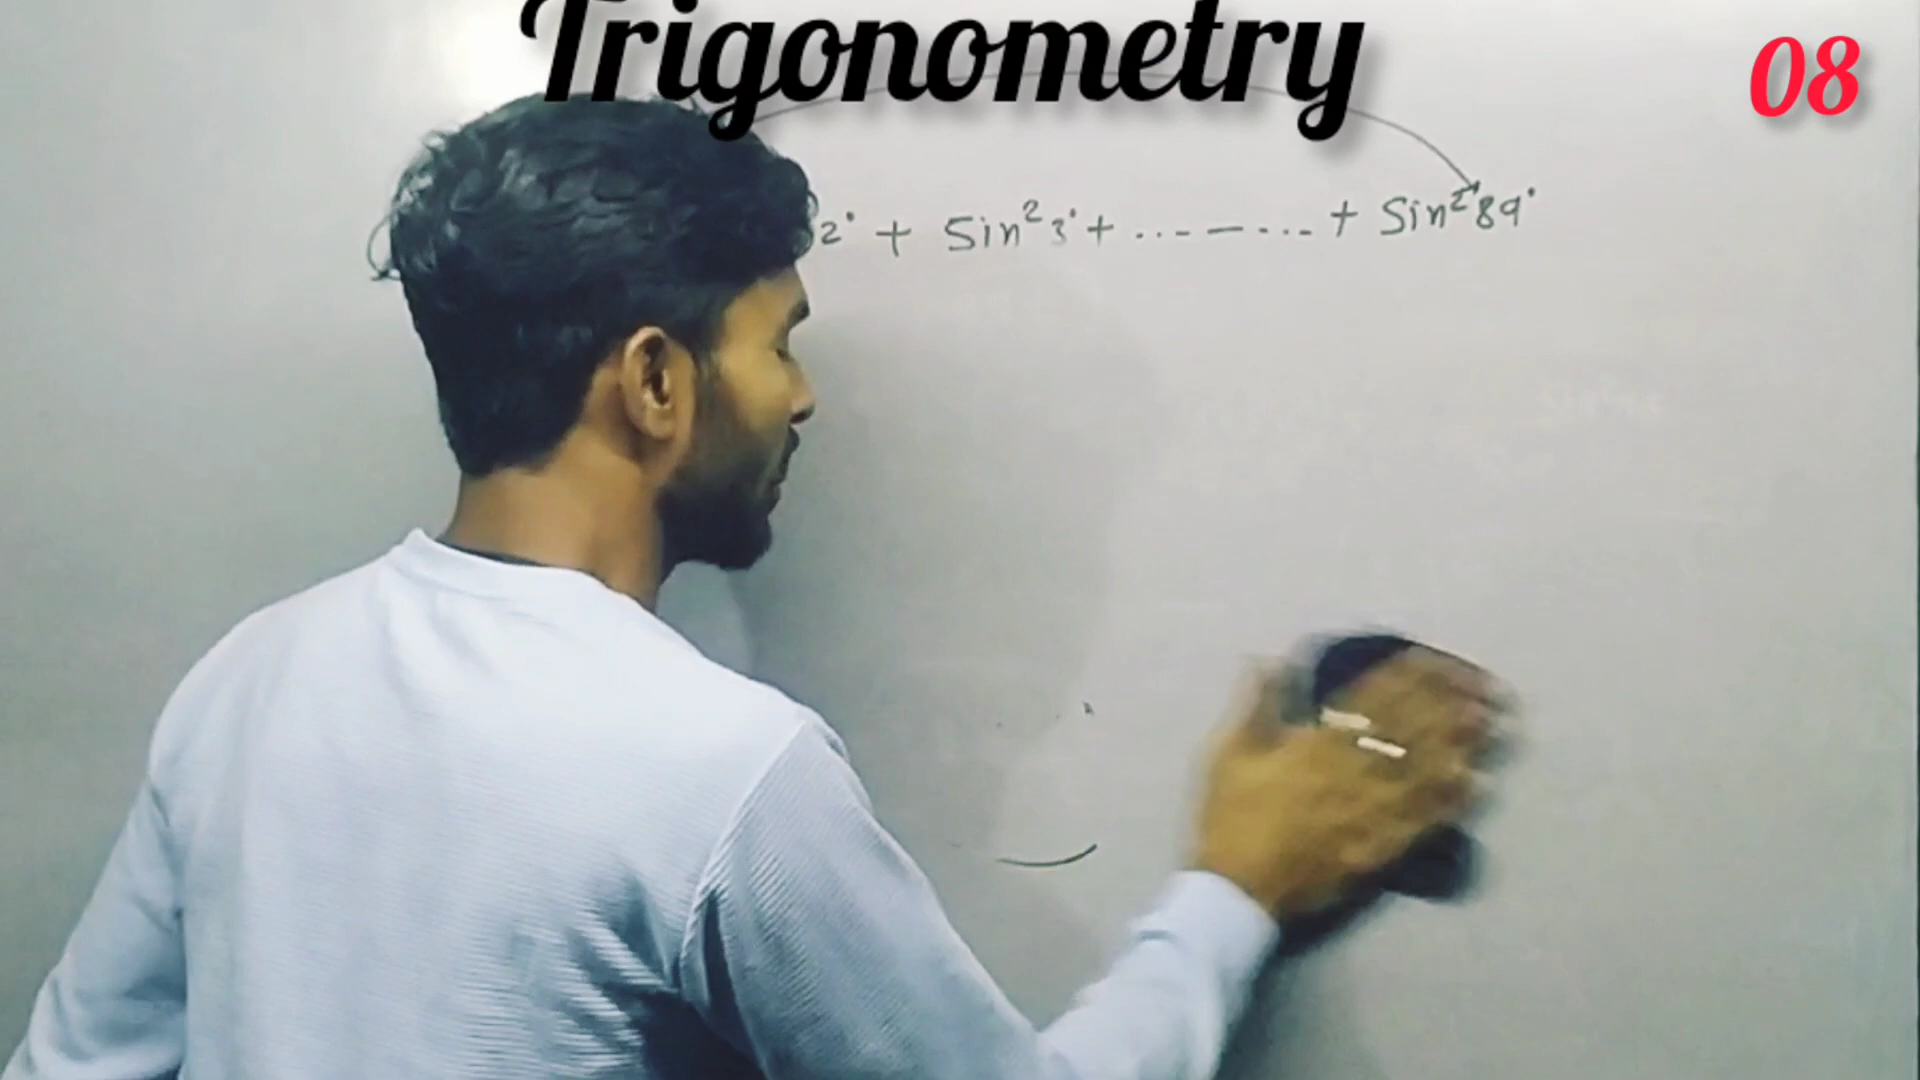 Trigonometry
08
2° + Sin²3° + ............ + Sin²89°